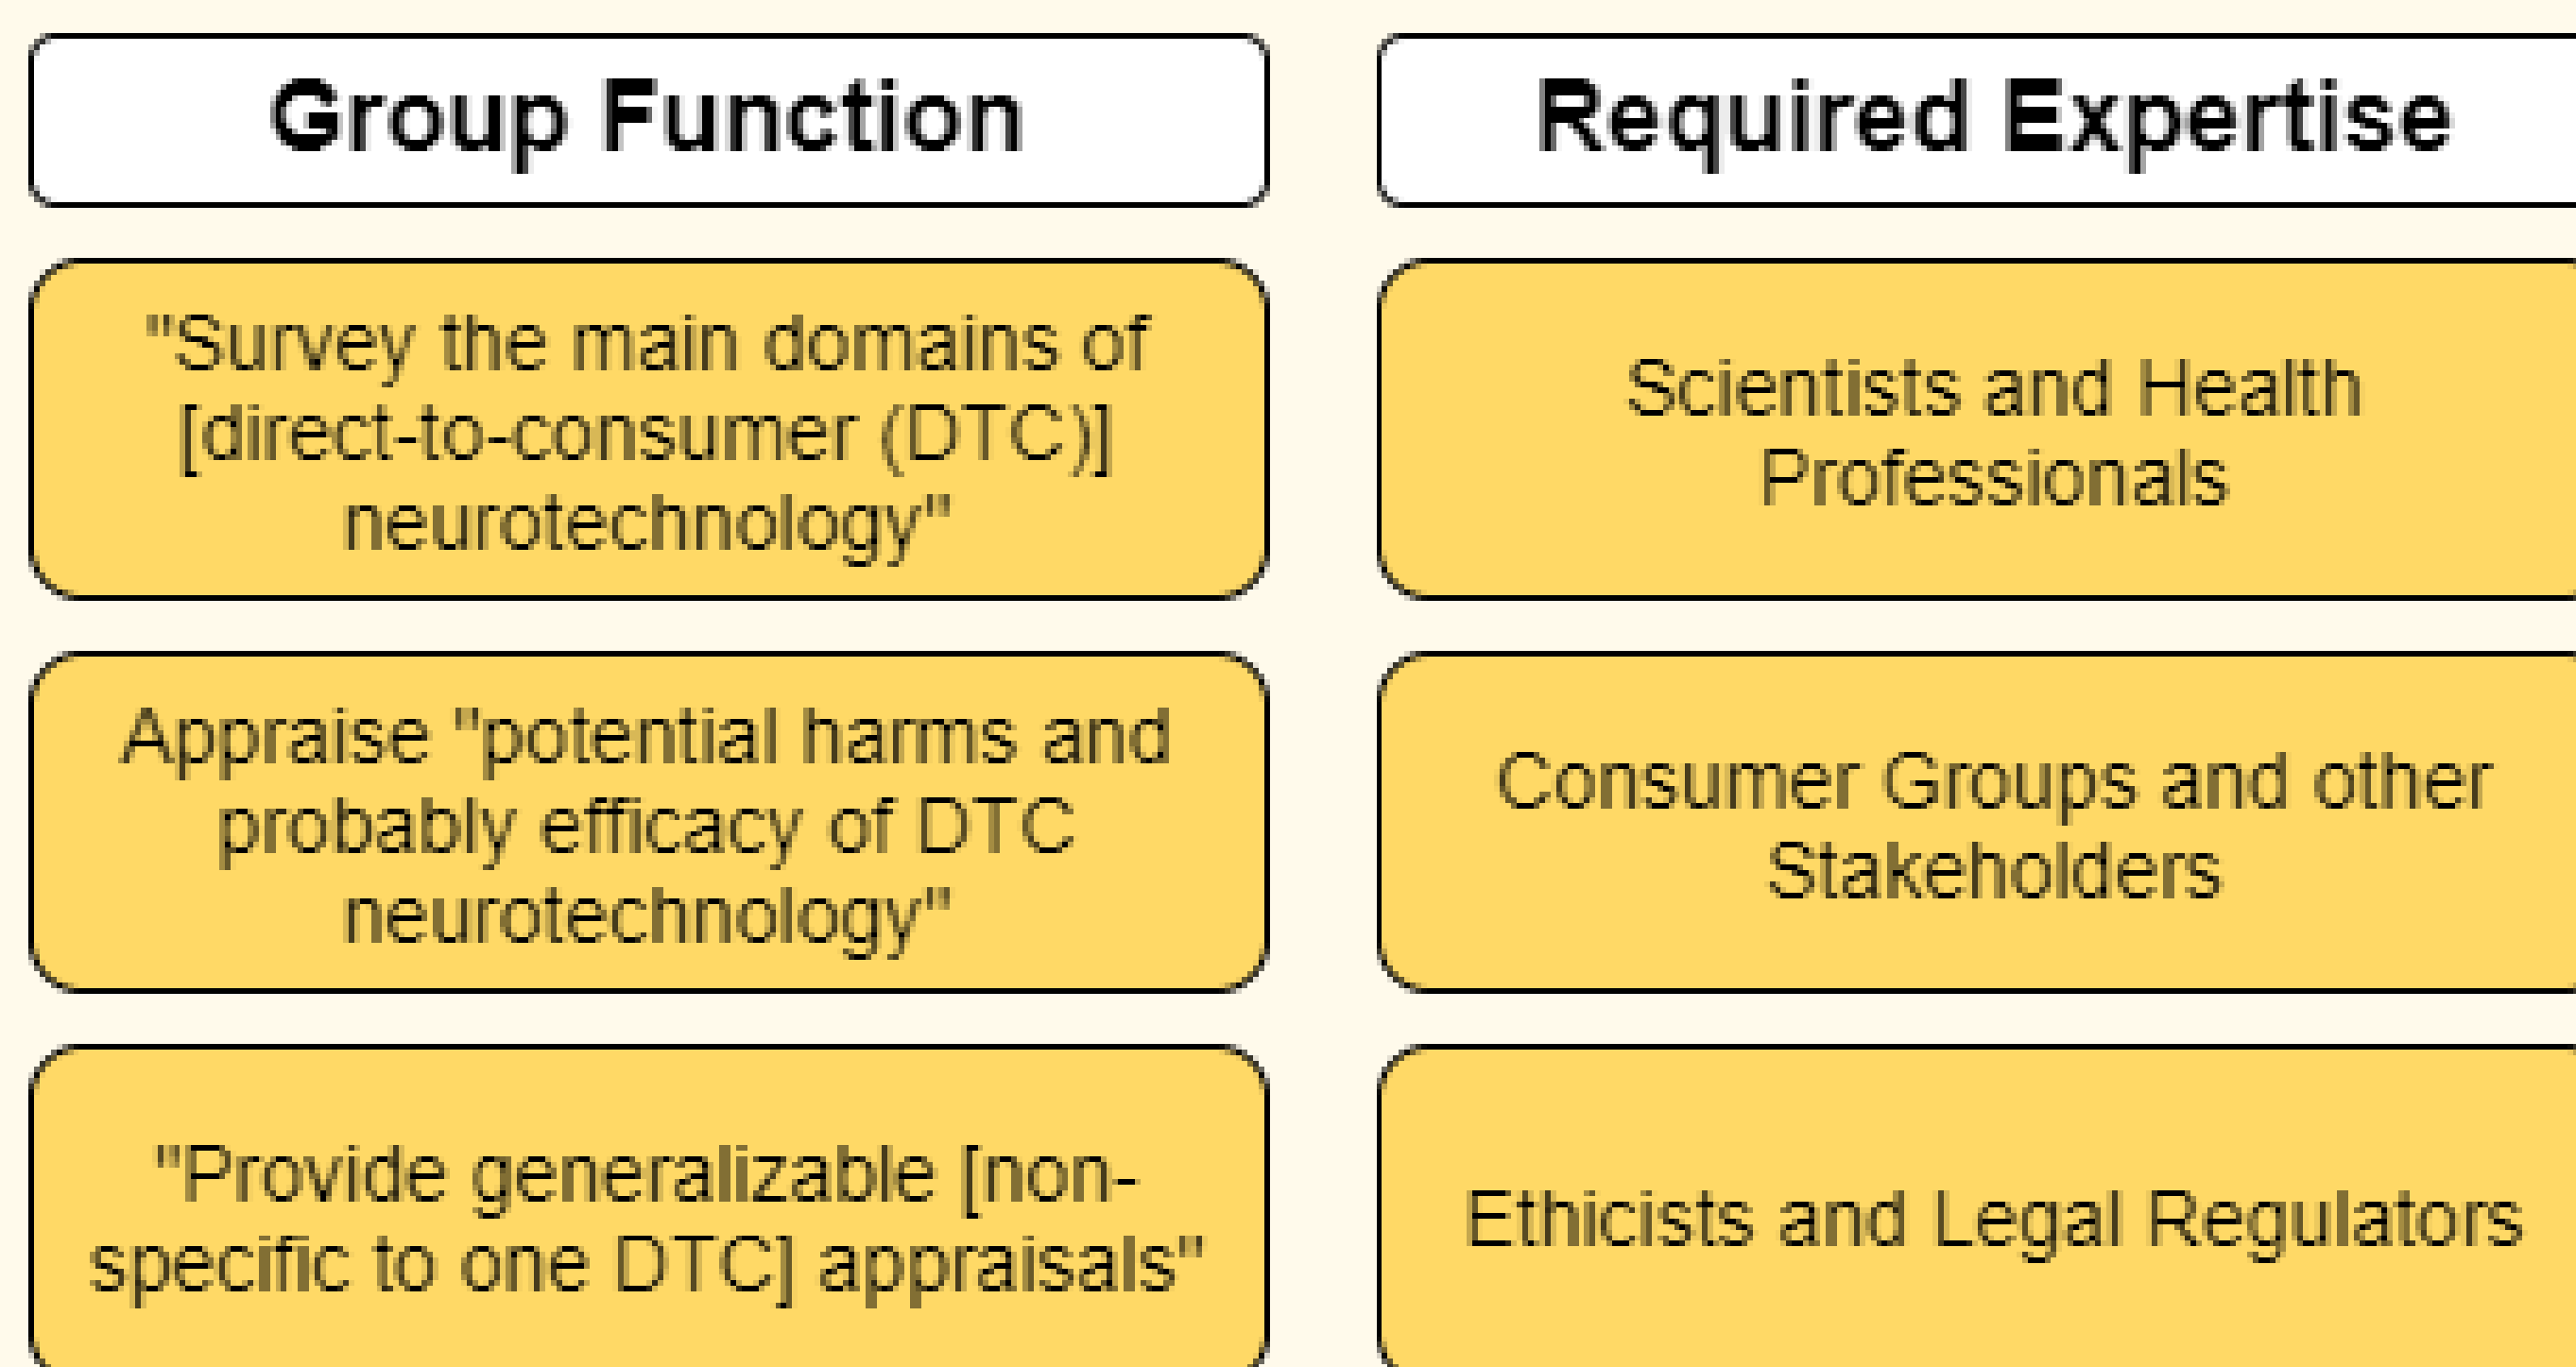 Group Function
Required Expertise
"Survey the main domains of
[direct-to-consumer (DTC)]
neurotechnology"
Scientists and Health
Professionals
Appraise "potential harms and
probably efficacy of DTC
neurotechnology"
Consumer Groups and other
Stakeholders
"Provide generalizable [non-
specific to one DTC] appraisals"
Ethicists and Legal Regulators